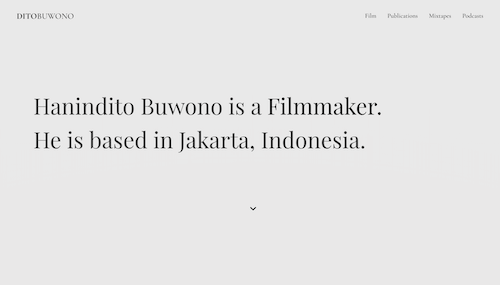 DITOBUWONO
Film Publications Mixtapes Podcasts
Hanindito Buwono is a Filmmaker.
He is based in Jakarta, Indonesia.